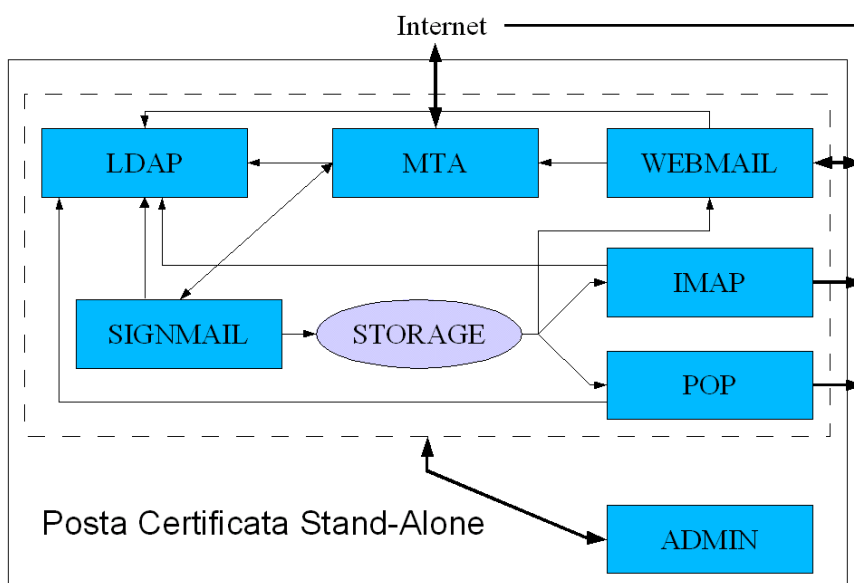 Internet
LDAP
MTA
WEBMAIL
IMAP
SIGNMAIL
STORAGE
POP
Posta Certificata Stand-Alone
ADMIN